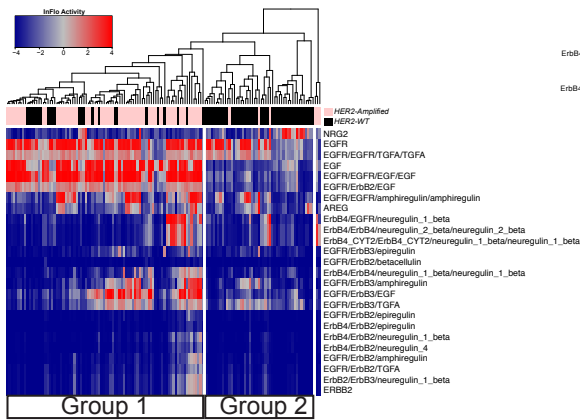 InFlo Activity
−4 −2 0 2 4
ErbB4
ErbB4
HER2-Amplified
HER2-WT
NRG2
EGFR
EGFR/EGFR/TGFA/TGFA
EGF
EGFR/EGFR/EGF/EGF
EGFR/ErbB2/EGF
EGFR/EGFR/amphiregulin/amphiregulin
AREG
ErbB4/EGFR/neuregulin_1_beta
ErbB4/ErbB4/neuregulin_2_beta/neuregulin_2_beta
ErbB4_CYT2/ErbB4_CYT2/neuregulin_1_beta/neuregulin_1_beta
EGFR/ErbB3/epiregulin
EGFR/ErbB2/betacellulin
ErbB4/ErbB4/neuregulin_1_beta/neuregulin_1_beta
EGFR/ErbB3/amphiregulin
EGFR/ErbB3/EGF
EGFR/ErbB3/TGFA
EGFR/ErbB2/epiregulin
ErbB4/ErbB2/epiregulin
ErbB4/ErbB2/neuregulin_1_beta
ErbB4/ErbB2/neuregulin_4
EGFR/ErbB2/amphiregulin
EGFR/ErbB2/TGFA
ErbB2/ErbB3/neuregulin_1_beta
ERBB2
Group 1 Group 2